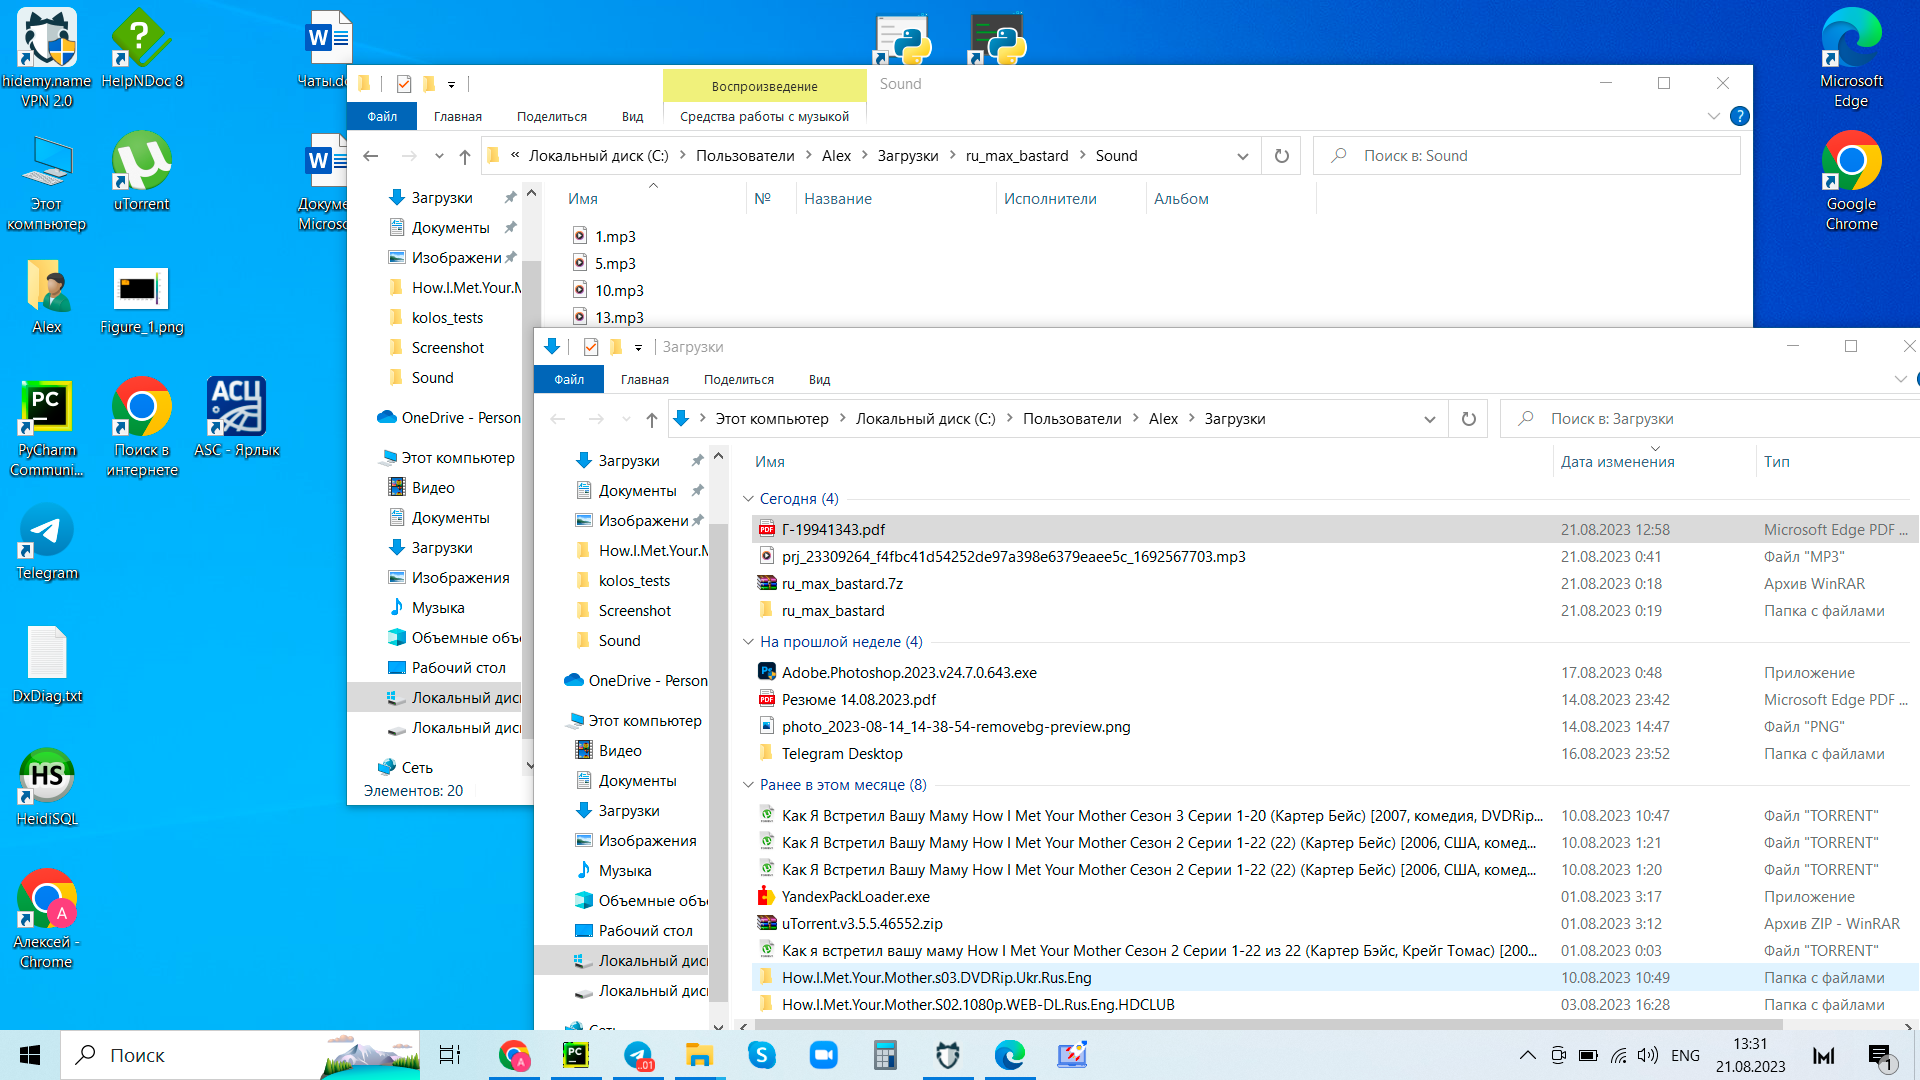 hidemy.name
VPN 2.0
HelpNDoc 8
Чаты.dc
Этот
компьютер
uTorrent
Докуме
Microso
Alex
Figure_1.png
PyCharm
Communi...
Поиск в
интернете
АСЦ
ASC - Ярлык
Telegram
DxDiag.txt
HeidiSQL
Алексей -
Chrome
Microsoft
Edge
Google
Chrome
Воспроизведение
Sound
Файл
Главная
Поделиться
Вид
Средства работы с музыкой
« Локальный диск (C:) > Пользователи > Alex > Загрузки > ru_max_bastard > Sound
Поиск в: Sound
Загрузки
Документы
Изображени
How.I.Met.Your.M
kolos_tests
Screenshot
Sound
OneDrive - Person
Этот компьютер
Видео
Документы
Загрузки
Изображения
Музыка
Объемные объ
Рабочий стол
Локальный дис
Локальный дис
Сеть
Элементов: 20
Имя
№
Название
Исполнители
Альбом
1.mp3
5.mp3
10.mp3
13.mp3
Загрузки
Файл
Главная
Поделиться
Вид
> Этот компьютер > Локальный диск (C:) > Пользователи > Alex > Загрузки
Поиск в: Загрузки
Загрузки
Документы
Изображени
How.I.Met.Your.M
kolos_tests
Screenshot
Sound
OneDrive - Person
Этот компьютер
Видео
Документы
Загрузки
Изображения
Музыка
Объемные объ
Рабочий стол
Локальный дис
Локальный дис
Сеть
Имя Дата изменения Тип
Сегодня (4)
Г-19941343.pdf 21.08.2023 12:58 Microsoft Edge PDF ...
prj_23309264_f4fbc41d54252de97a398e6379eaee5c_1692567703.mp3 21.08.2023 0:41 Файл "MP3"
ru_max_bastard.7z 21.08.2023 0:18 Архив WinRAR
ru_max_bastard 21.08.2023 0:19 Папка с файлами
На прошлой неделе (4)
Adobe.Photoshop.2023.v24.7.0.643.exe 17.08.2023 0:48 Приложение
Резюме 14.08.2023.pdf 14.08.2023 23:42 Microsoft Edge PDF ...
photo_2023-08-14_14-38-54-removebg-preview.png 14.08.2023 14:47 Файл "PNG"
Telegram Desktop 16.08.2023 23:52 Папка с файлами
Ранее в этом месяце (8)
Как Я Встретил Вашу Маму How I Met Your Mother Сезон 3 Серии 1-20 (Картер Бейс) [2007, комедия, DVDRip... 10.08.2023 10:47 Файл "TORRENT"
Как Я Встретил Вашу Маму How I Met Your Mother Сезон 2 Серии 1-22 (22) (Картер Бейс) [2006, США, комед... 10.08.2023 1:21 Файл "TORRENT"
Как Я Встретил Вашу Маму How I Met Your Mother Сезон 2 Серии 1-22 (22) (Картер Бейс) [2006, США, комед... 10.08.2023 1:20 Файл "TORRENT"
YandexPackLoader.exe 01.08.2023 3:17 Приложение
uTorrent.v3.5.5.46552.zip 01.08.2023 3:12 Архив ZIP - WinRAR
Как я встретил вашу маму How I Met Your Mother Сезон 2 Серии 1-22 из 22 (Картер Бэйс, Крейг Томас) [200... 01.08.2023 0:03 Файл "TORRENT"
How.I.Met.Your.Mother.s03.DVDRip.Ukr.Rus.Eng 10.08.2023 10:49 Папка с файлами
How.I.Met.Your.Mother.S02.1080p.WEB-DL.Rus.Eng.HDCLUB 03.08.2023 16:28 Папка с файлами
Поиск
ENG
13:31
21.08.2023
1